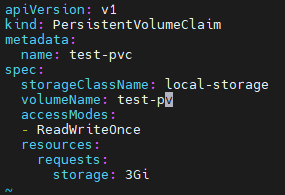 apiVersion: v1
kind: PersistentVolumeClaim
metadata:
  name: test-pvc
spec:
  storageClassName: local-storage
  volumeName: test-pv
  accessModes:
  - ReadWriteOnce
  resources:
    requests:
      storage: 3Gi
~